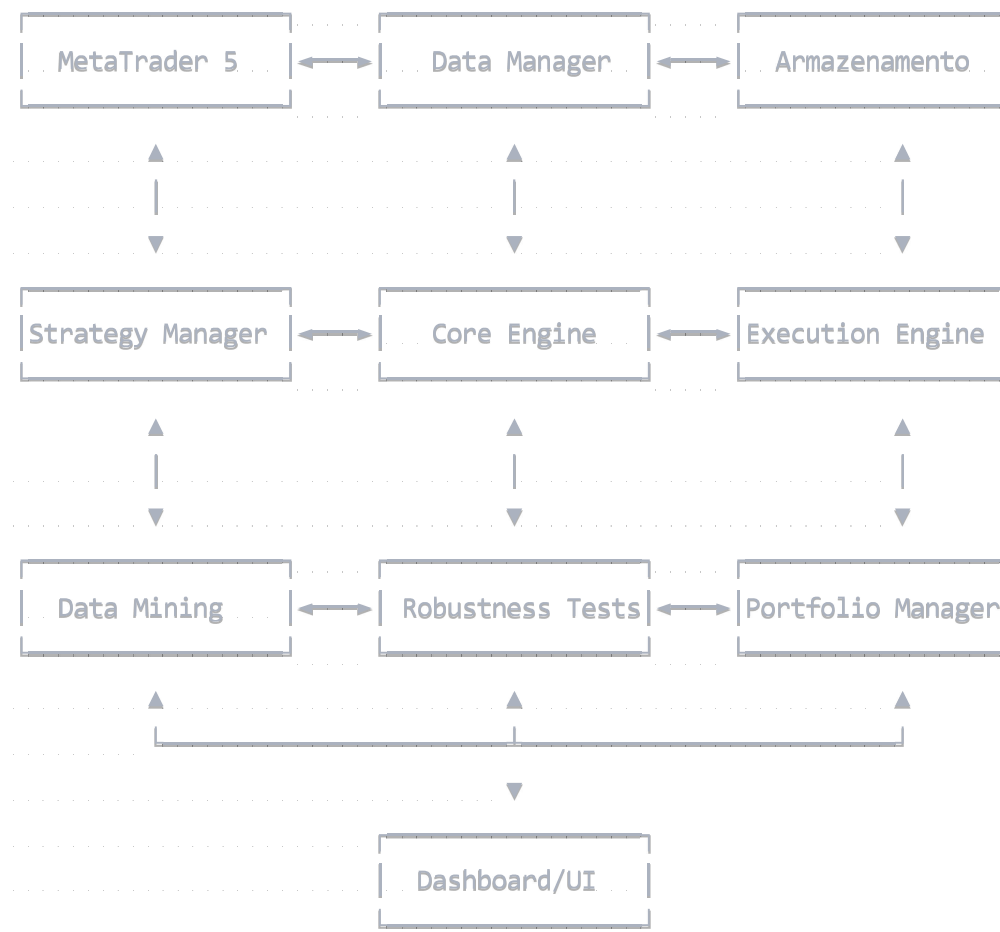 MetaTrader 5 Data Manager Armazenamento
Strategy Manager Core Engine Execution Engine
Data Mining Robustness Tests Portfolio Manager
Dashboard/UI